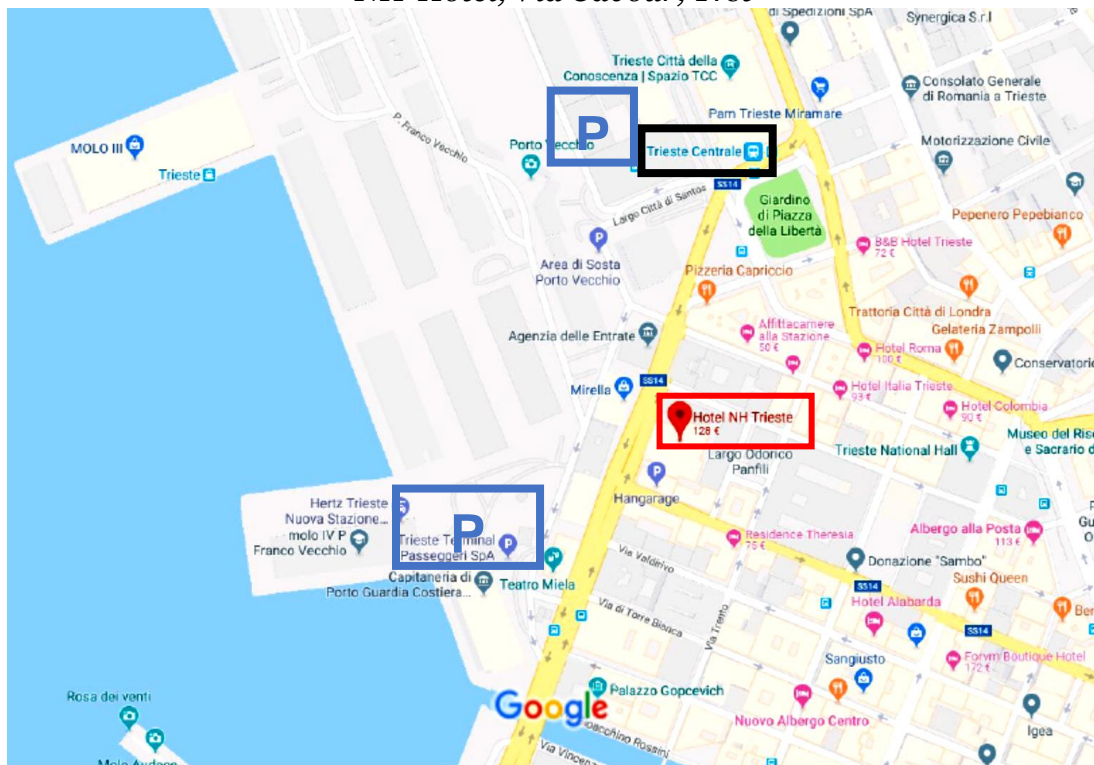 di Spedizioni SpA
Synergica S.r.l
Trieste Città della
Conoscenza | Spazio TCC
Consolato Generale
di Romania a Trieste
Pam Trieste Miramare
P
P. Franco Vecchio
MOLO III
Porto Vecchio
Trieste Centrale
Motorizzazione Civile
Trieste
SS14
Largo Città di Santos
Giardino
di Piazza
della Libertà
Pepenero Pepebianco
P
B&B Hotel Trieste
72 €
Area di Sosta
Porto Vecchio
Pizzeria Capriccio
Trattoria Città di Londra
Gelateria Zampolli
Agenzia delle Entrate
Affittacamere
alla Stazione
50 €
Hotel Roma
100 €
Conservatorio
Mirella
SS14
Hotel Italia Trieste
93 €
Hotel NH Trieste
128 €
Hotel Colombia
90 €
Museo del Ris
e Sacrario d
Trieste National Hall
Largo Odorico
Panfili
P
Hangarage
Hertz Trieste
Nuova Stazione...
molo IV P
Franco Vecchio
P
Trieste Terminal
Passeggeri SpA
P
Residence Theresia
75 €
Albergo alla Posta
113 €
Gu
Donazione "Sambo"
Via Valdirivo
Capitaneria di
Porto Guardia Costiera...
Teatro Miela
SS14
Sushi Queen
Hotel Alabarda
Ber
Via di Torre Bianca
Via Trento
SS14
Sangiusto
Forvm Boutique Hotel
172 €
Rosa dei venti
Google
Palazzo Gopcevich
Nuovo Albergo Centro
Igea
Rossini